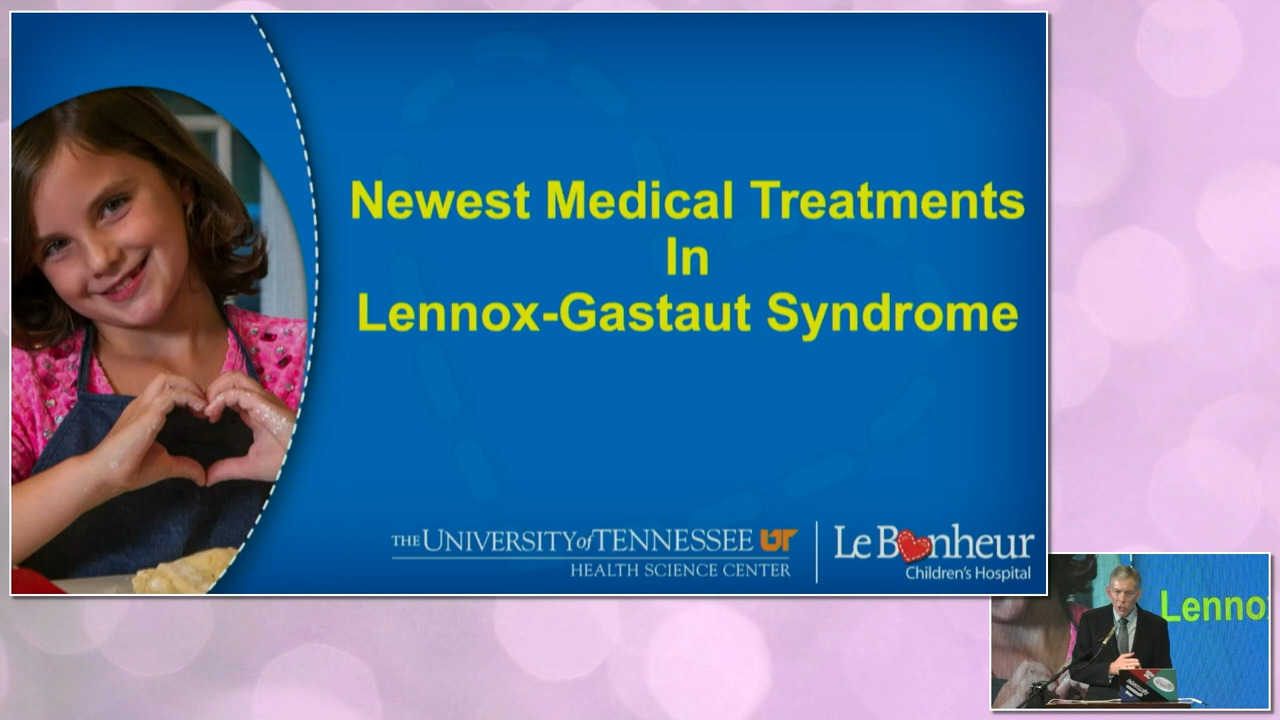 Newest Medical Treatments
In
Lennox-Gastaut Syndrome
THE UNIVERSITY of TENNESSEE UT
HEALTH SCIENCE CENTER
Le Bonheur
Children's Hospital
Lenno